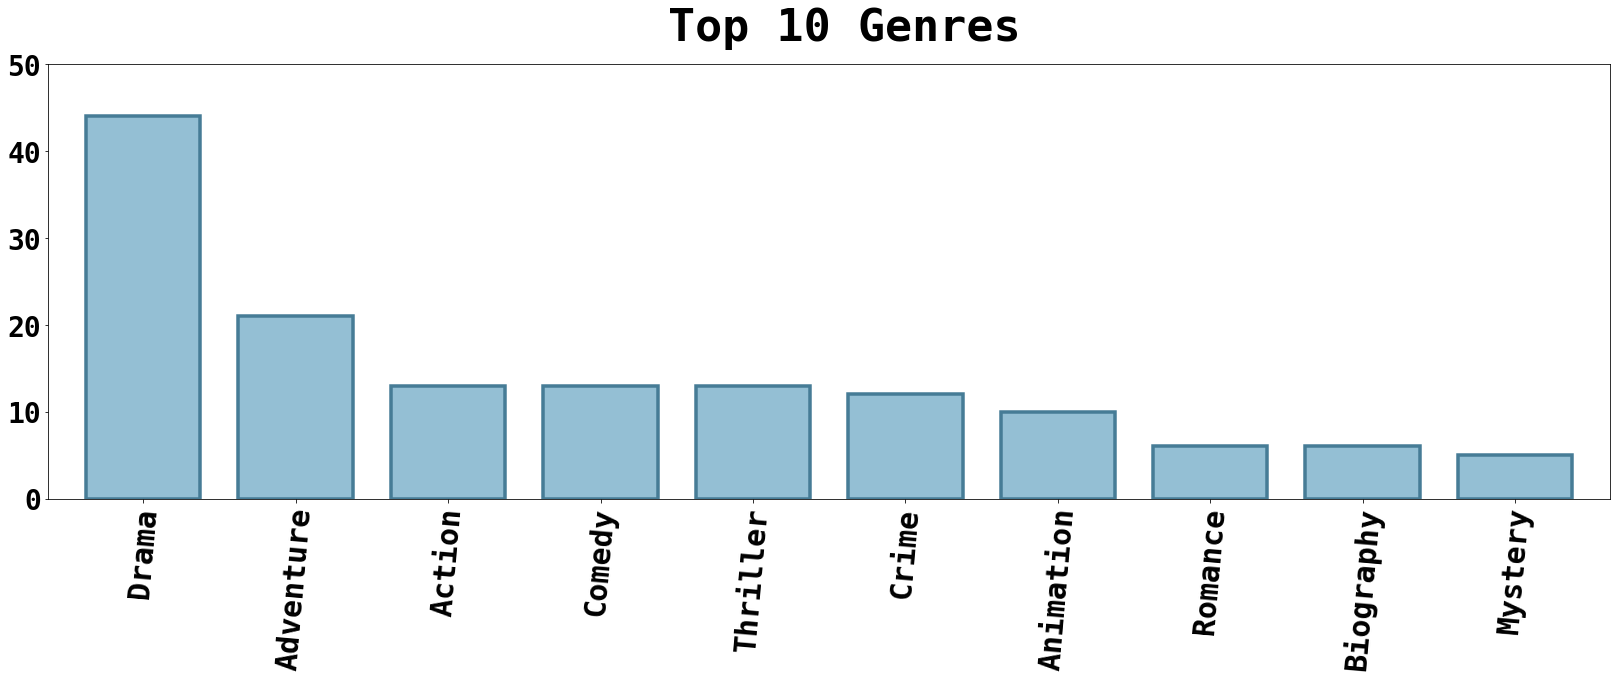 Top 10 Genres
50
40
30
20
10
0
Drama
Adventure
Action
Comedy
Thriller
Crime
Animation
Romance
Biography
Mystery